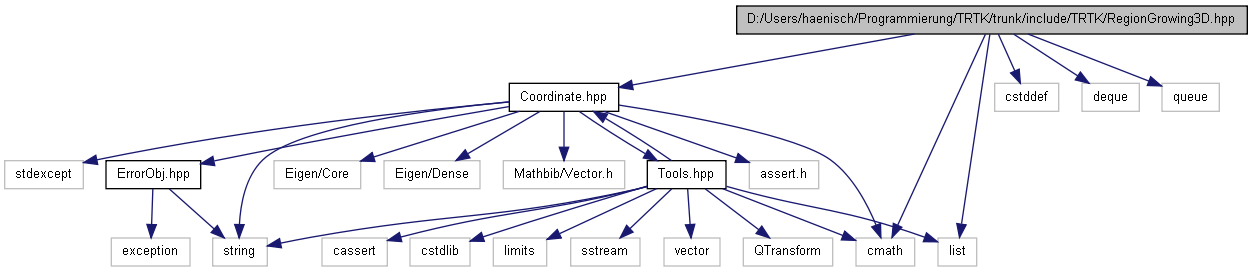 D:/Users/haenisch/Programmierung/TRTK/trunk/include/TRTK/RegionGrowing3D.hpp
Coordinate.hpp
cstddef
deque
queue
stdexcept
ErrorObj.hpp
Eigen/Core
Eigen/Dense
Mathbib/Vector.h
Tools.hpp
assert.h
exception
string
cassert
cstdlib
limits
sstream
vector
QTransform
cmath
list